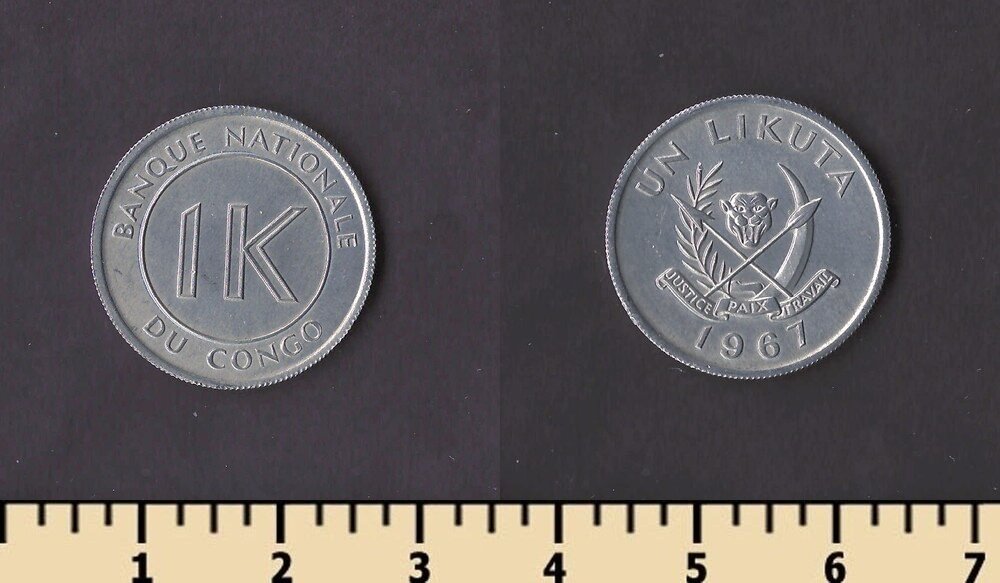 BANQUE NATIONALE
1K
DU CONGO
UN LIKUTA
JUSTICE PAIX TRAVAIL
1967
1 2 3 4 5 6 7